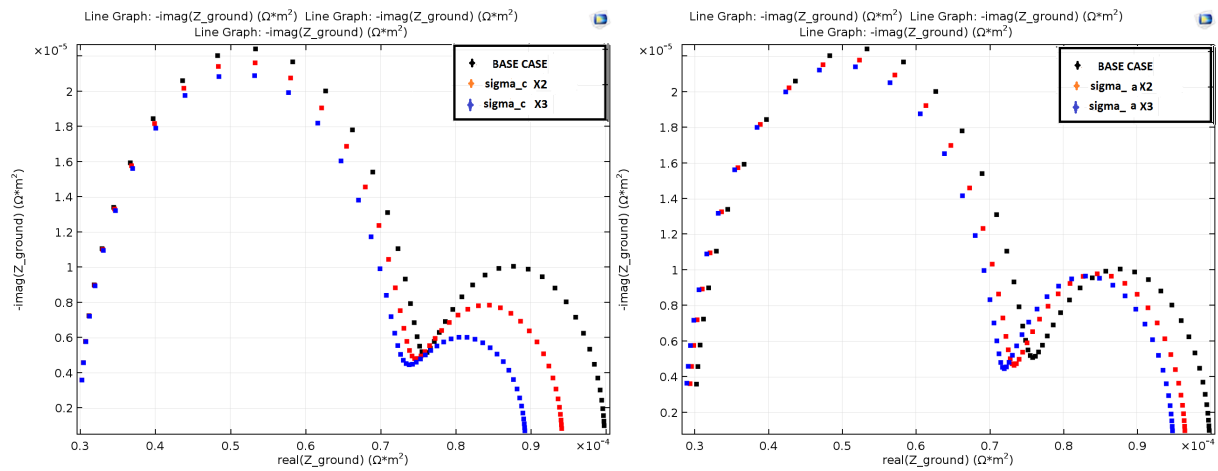 Line Graph: -imag(Z_ground) (Ω*m²) Line Graph: -imag(Z_ground) (Ω*m²)
Line Graph: -imag(Z_ground) (Ω*m²)
×10⁻⁵
BASE CASE
sigma_c X2
sigma_c X3
1.8
1.6
1.4
1.2
1
0.8
0.6
0.4
0.2
-imag(Z_ground) (Ω*m²)
0.3 0.4 0.5 0.6 0.7 0.8 0.9 ×10⁻⁴
real(Z_ground) (Ω*m²)
Line Graph: -imag(Z_ground) (Ω*m²) Line Graph: -imag(Z_ground) (Ω*m²)
Line Graph: -imag(Z_ground) (Ω*m²)
×10⁻⁵
BASE CASE
sigma_ a X2
sigma_ a X3
1.8
1.6
1.4
1.2
1
0.8
0.6
0.4
0.2
-imag(Z_ground) (Ω*m²)
0.3 0.4 0.5 0.6 0.7 0.8 0.9 ×10⁻⁴
real(Z_ground) (Ω*m²)